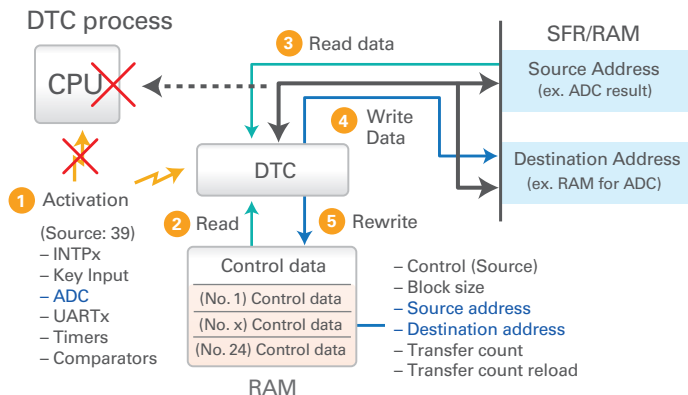 DTC process
CPU
3 Read data
SFR/RAM
Source Address
(ex. ADC result)
4 Write
Data
Destination Address
(ex. RAM for ADC)
DTC
1 Activation
(Source: 39)
– INTPx
– Key Input
– ADC
– UARTx
– Timers
– Comparators
2 Read
5 Rewrite
Control data
(No. 1) Control data
(No. x) Control data
(No. 24) Control data
RAM
– Control (Source)
– Block size
– Source address
– Destination address
– Transfer count
– Transfer count reload